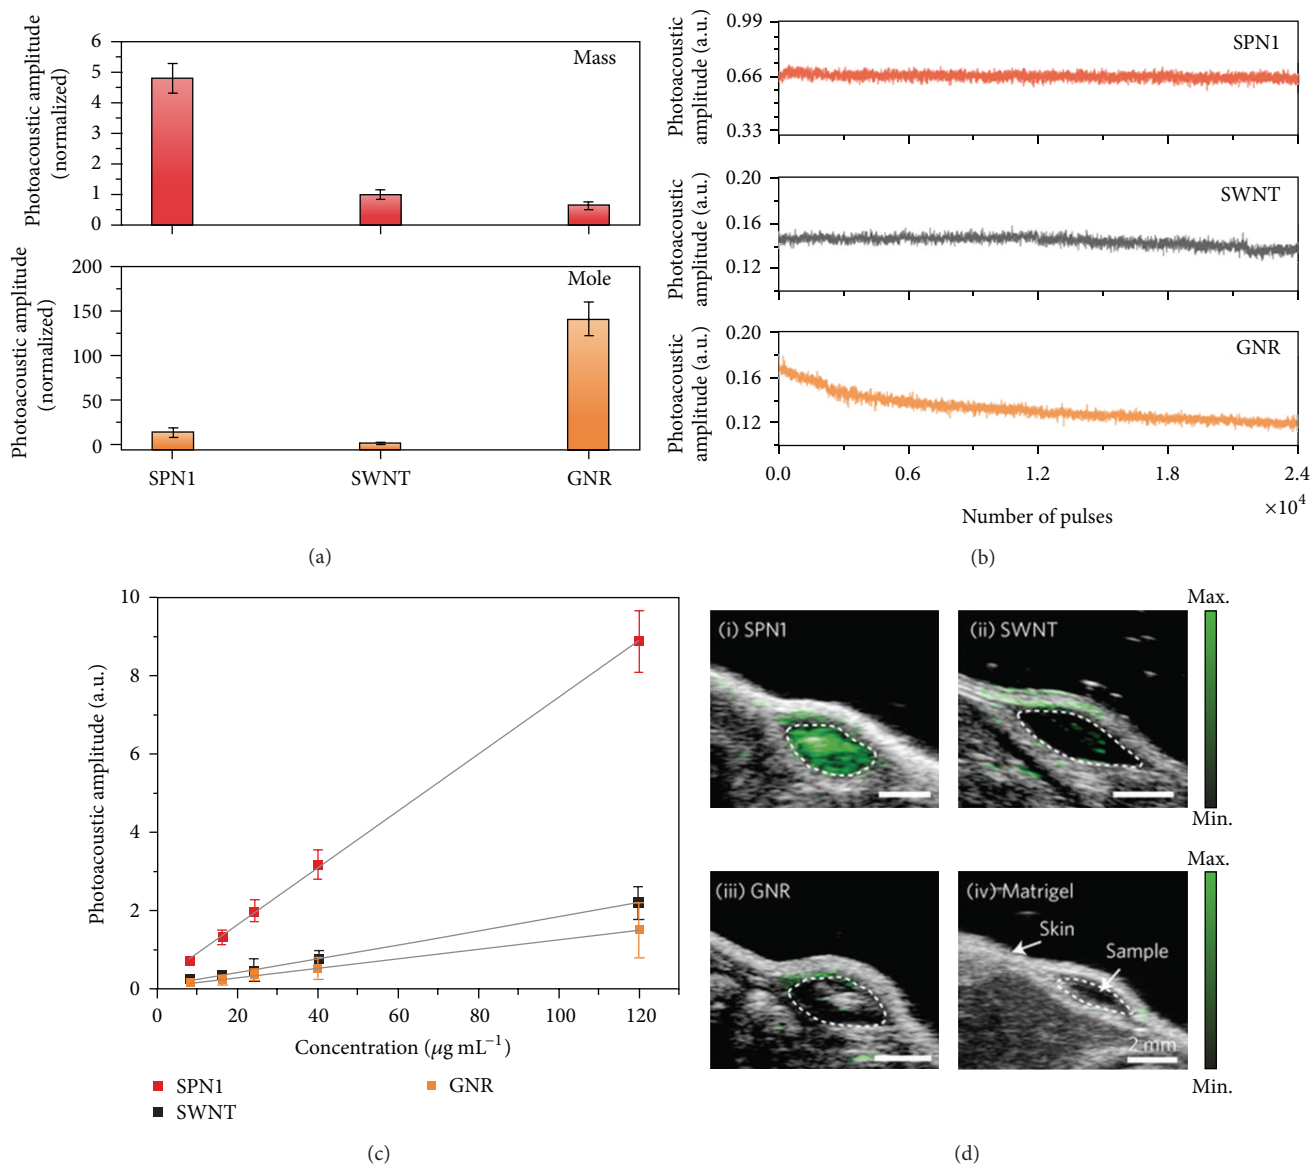 Photoacoustic amplitude
(normalized)
6
5
4
3
2
1
0
Mass
Photoacoustic amplitude
(normalized)
200
150
100
50
0
Mole
SPN1 SWNT GNR
(a)
Photoacoustic
amplitude (a.u.)
0.99
0.66
0.33
SPN1
Photoacoustic
amplitude (a.u.)
0.20
0.16
0.12
SWNT
Photoacoustic
amplitude (a.u.)
0.20
0.16
0.12
GNR
0.0 0.6 1.2 1.8 2.4
×10⁴
Number of pulses
(b)
Photoacoustic amplitude (a.u.)
10
8
6
4
2
0
0 20 40 60 80 100 120
Concentration (μg mL⁻¹)
SPN1
SWNT
GNR
(c)
(i) SPN1
(ii) SWNT
Max.
Min.
(iii) GNR
(iv) Matrigel
Skin
Sample
2 mm
Max.
Min.
(d)